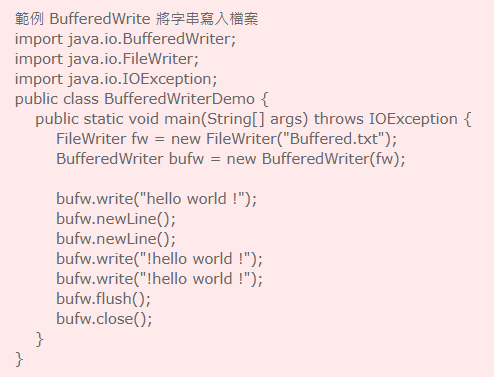 範例 BufferedWrite 將字串寫入檔案
import java.io.BufferedWriter;
import java.io.FileWriter;
import java.io.IOException;
public class BufferedWriterDemo {
    public static void main(String[] args) throws IOException {
        FileWriter fw = new FileWriter("Buffered.txt");
        BufferedWriter bufw = new BufferedWriter(fw);

        bufw.write("hello world !");
        bufw.newLine();
        bufw.newLine();
        bufw.write("!hello world !");
        bufw.write("!hello world !");
        bufw.flush();
        bufw.close();
    }
}